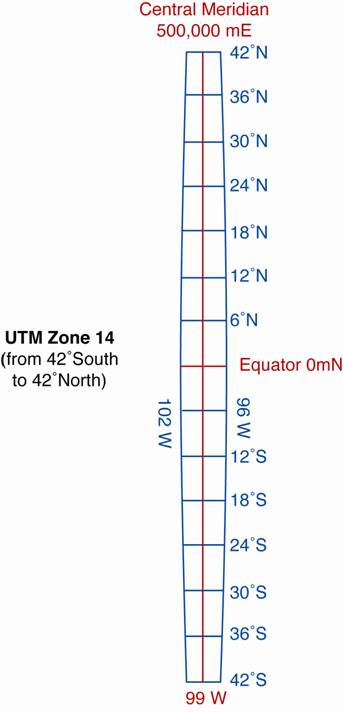 Central Meridian
500,000 mE
42°N
36°N
30°N
24°N
18°N
12°N
6°N
UTM Zone 14
(from 42°South
to 42°North)
Equator 0mN
102 W
96 W
12°S
18°S
24°S
30°S
36°S
42°S
99 W